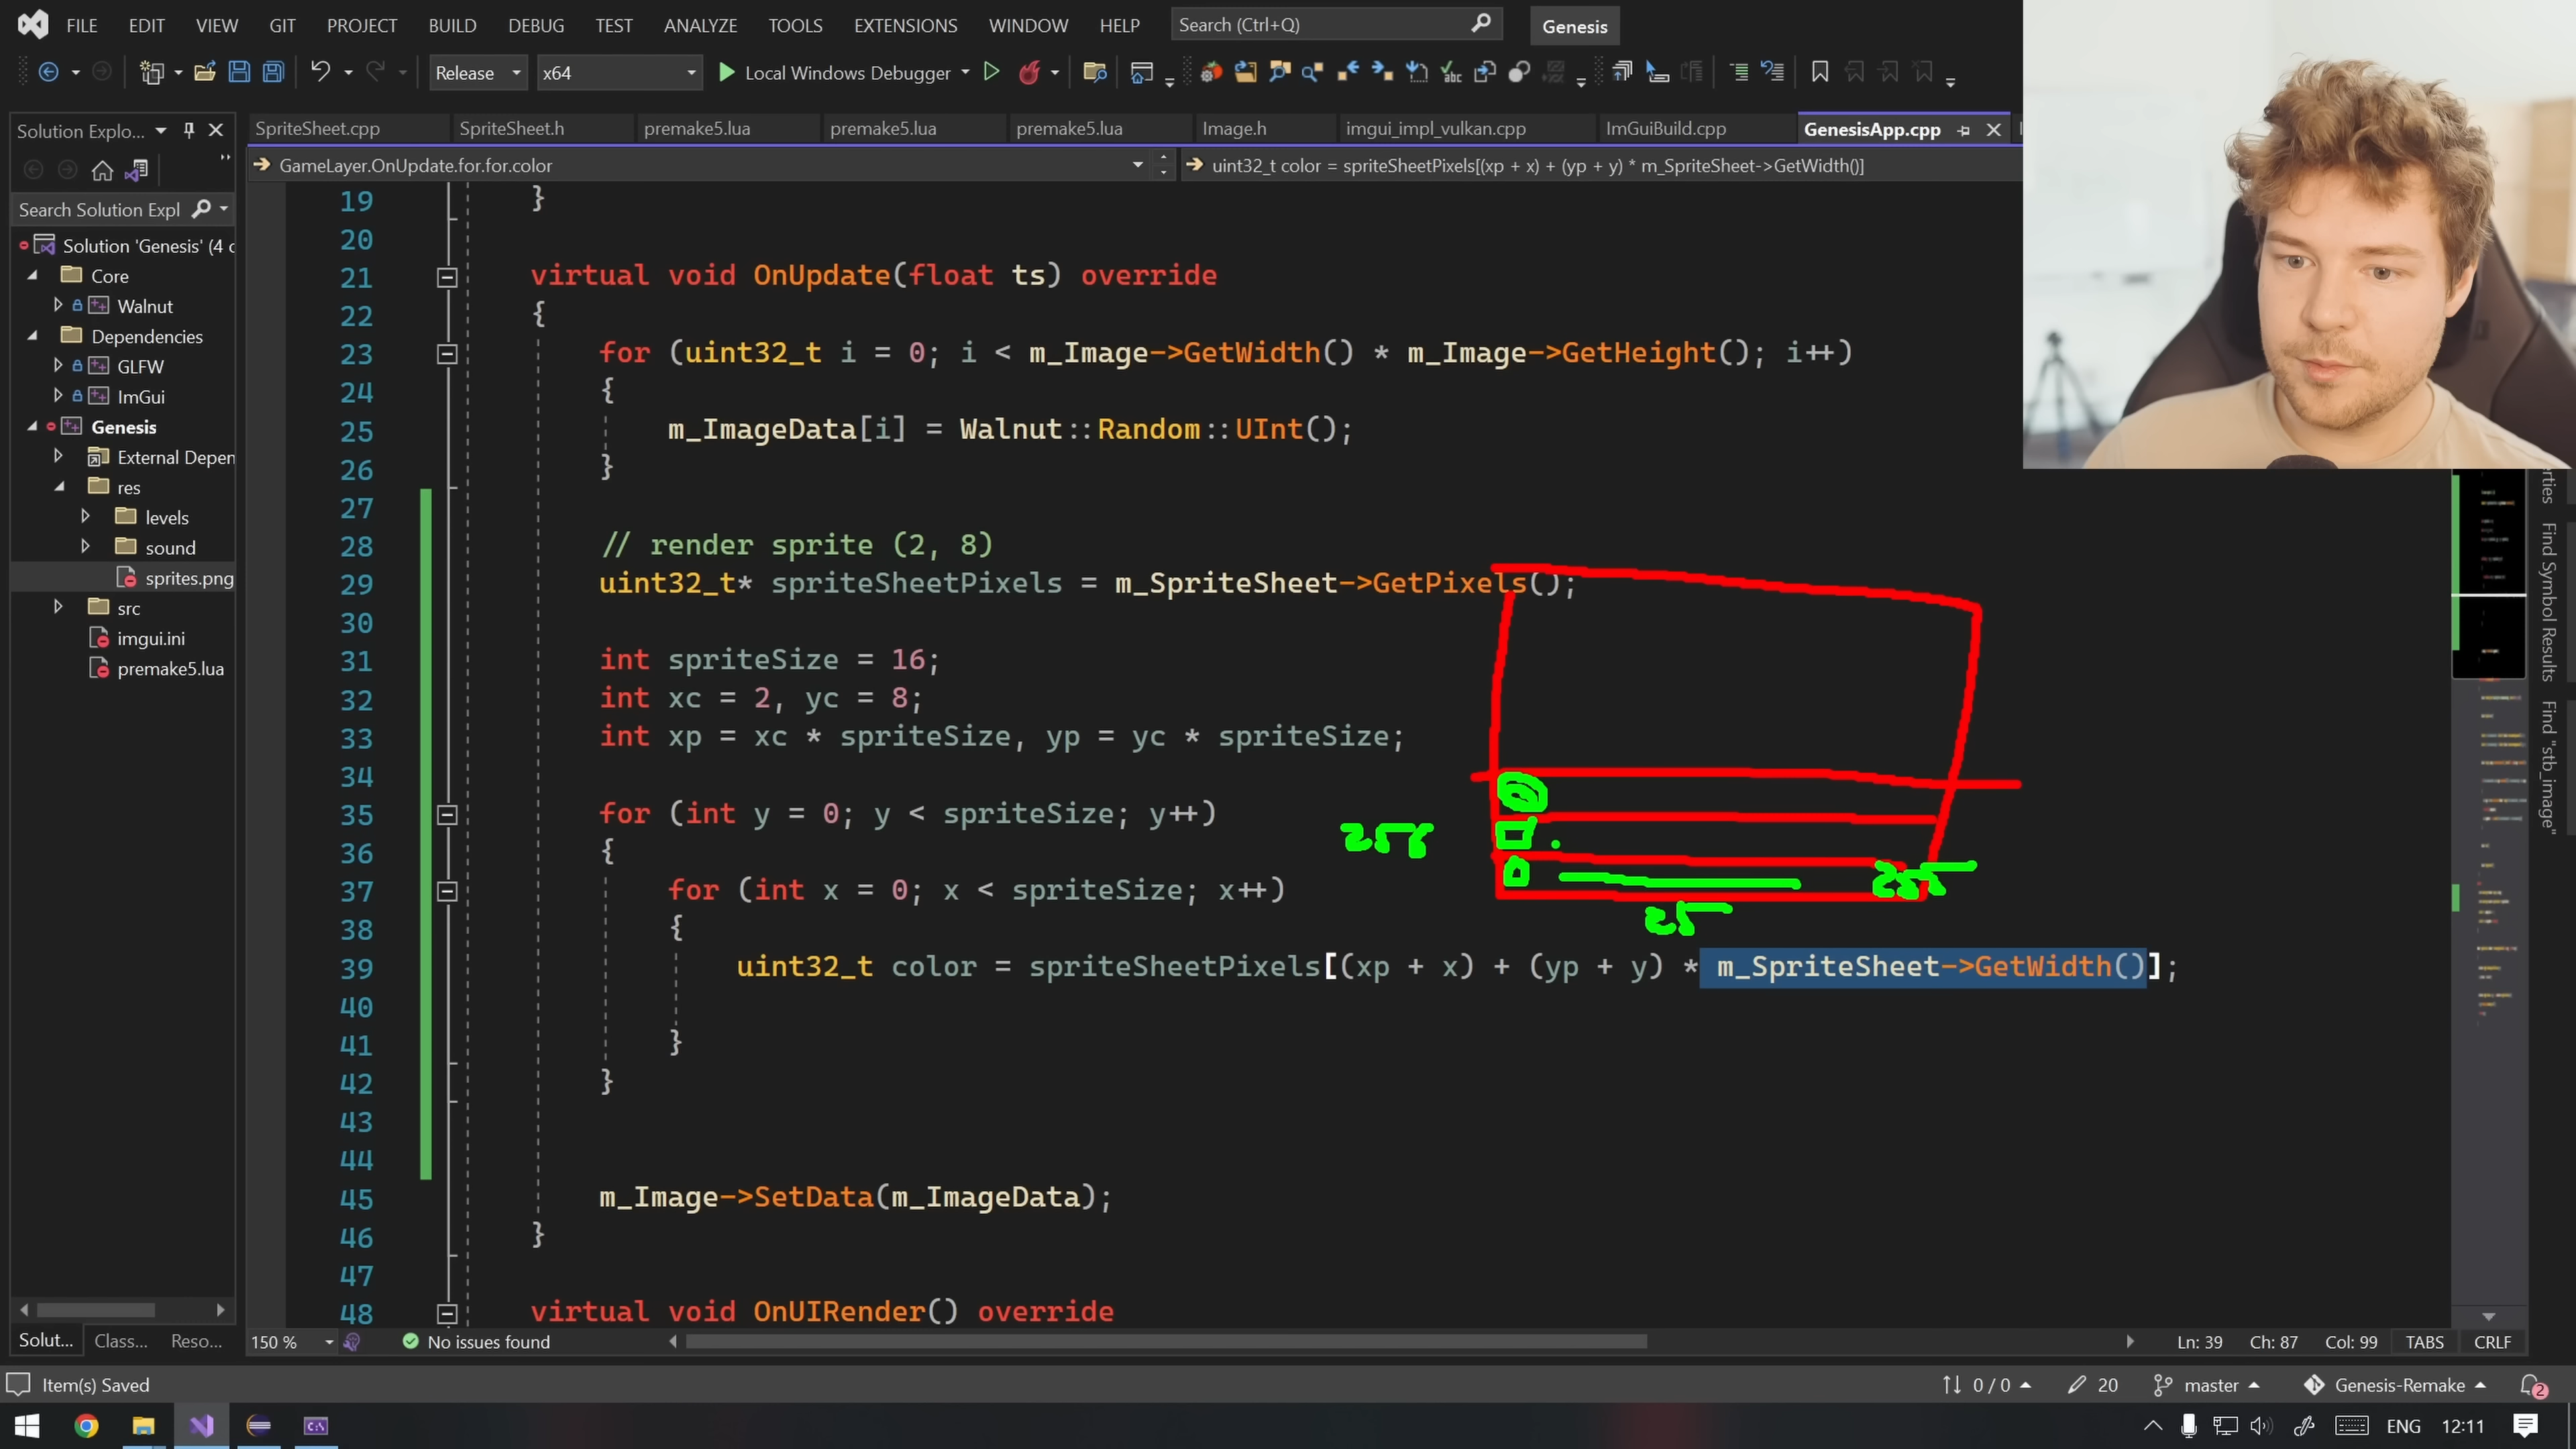 FILE EDIT VIEW GIT PROJECT BUILD DEBUG TEST ANALYZE TOOLS EXTENSIONS WINDOW HELP Search (Ctrl+Q) Genesis
Release x64 Local Windows Debugger
Solution Explo...
SpriteSheet.cpp SpriteSheet.h premake5.lua premake5.lua premake5.lua Image.h imgui_impl_vulkan.cpp ImGuiBuild.cpp GenesisApp.cpp
GameLayer.OnUpdate.for.for.color uint32_t color = spriteSheetPixels[(xp + x) + (yp + y) * m_SpriteSheet->GetWidth()]
Search Solution Expl
Solution 'Genesis' (4 o
Core
Walnut
Dependencies
GLFW
ImGui
Genesis
External Depen
res
levels
sound
sprites.png
src
imgui.ini
premake5.lua
19 }
20
21 virtual void OnUpdate(float ts) override
22 {
23 for (uint32_t i = 0; i < m_Image->GetWidth() * m_Image->GetHeight(); i++)
24 {
25 m_ImageData[i] = Walnut::Random::UInt();
26 }
27
28 // render sprite (2, 8)
29 uint32_t* spriteSheetPixels = m_SpriteSheet->GetPixels();
30
31 int spriteSize = 16;
32 int xc = 2, yc = 8;
33 int xp = xc * spriteSize, yp = yc * spriteSize;
34
35 for (int y = 0; y < spriteSize; y++)
36 {
37 for (int x = 0; x < spriteSize; x++)
38 {
39 uint32_t color = spriteSheetPixels[(xp + x) + (yp + y) * m_SpriteSheet->GetWidth()];
40
41 }
42 }
43
44
45 m_Image->SetData(m_ImageData);
46 }
47
48 virtual void OnUIRender() override
erties
Find Symbol Results
Find "stb_image"
Solut... Class... Reso...
150 % No issues found Ln: 39 Ch: 87 Col: 99 TABS CRLF
Item(s) Saved 0 / 0 20 master Genesis-Remake 2
ENG 12:11